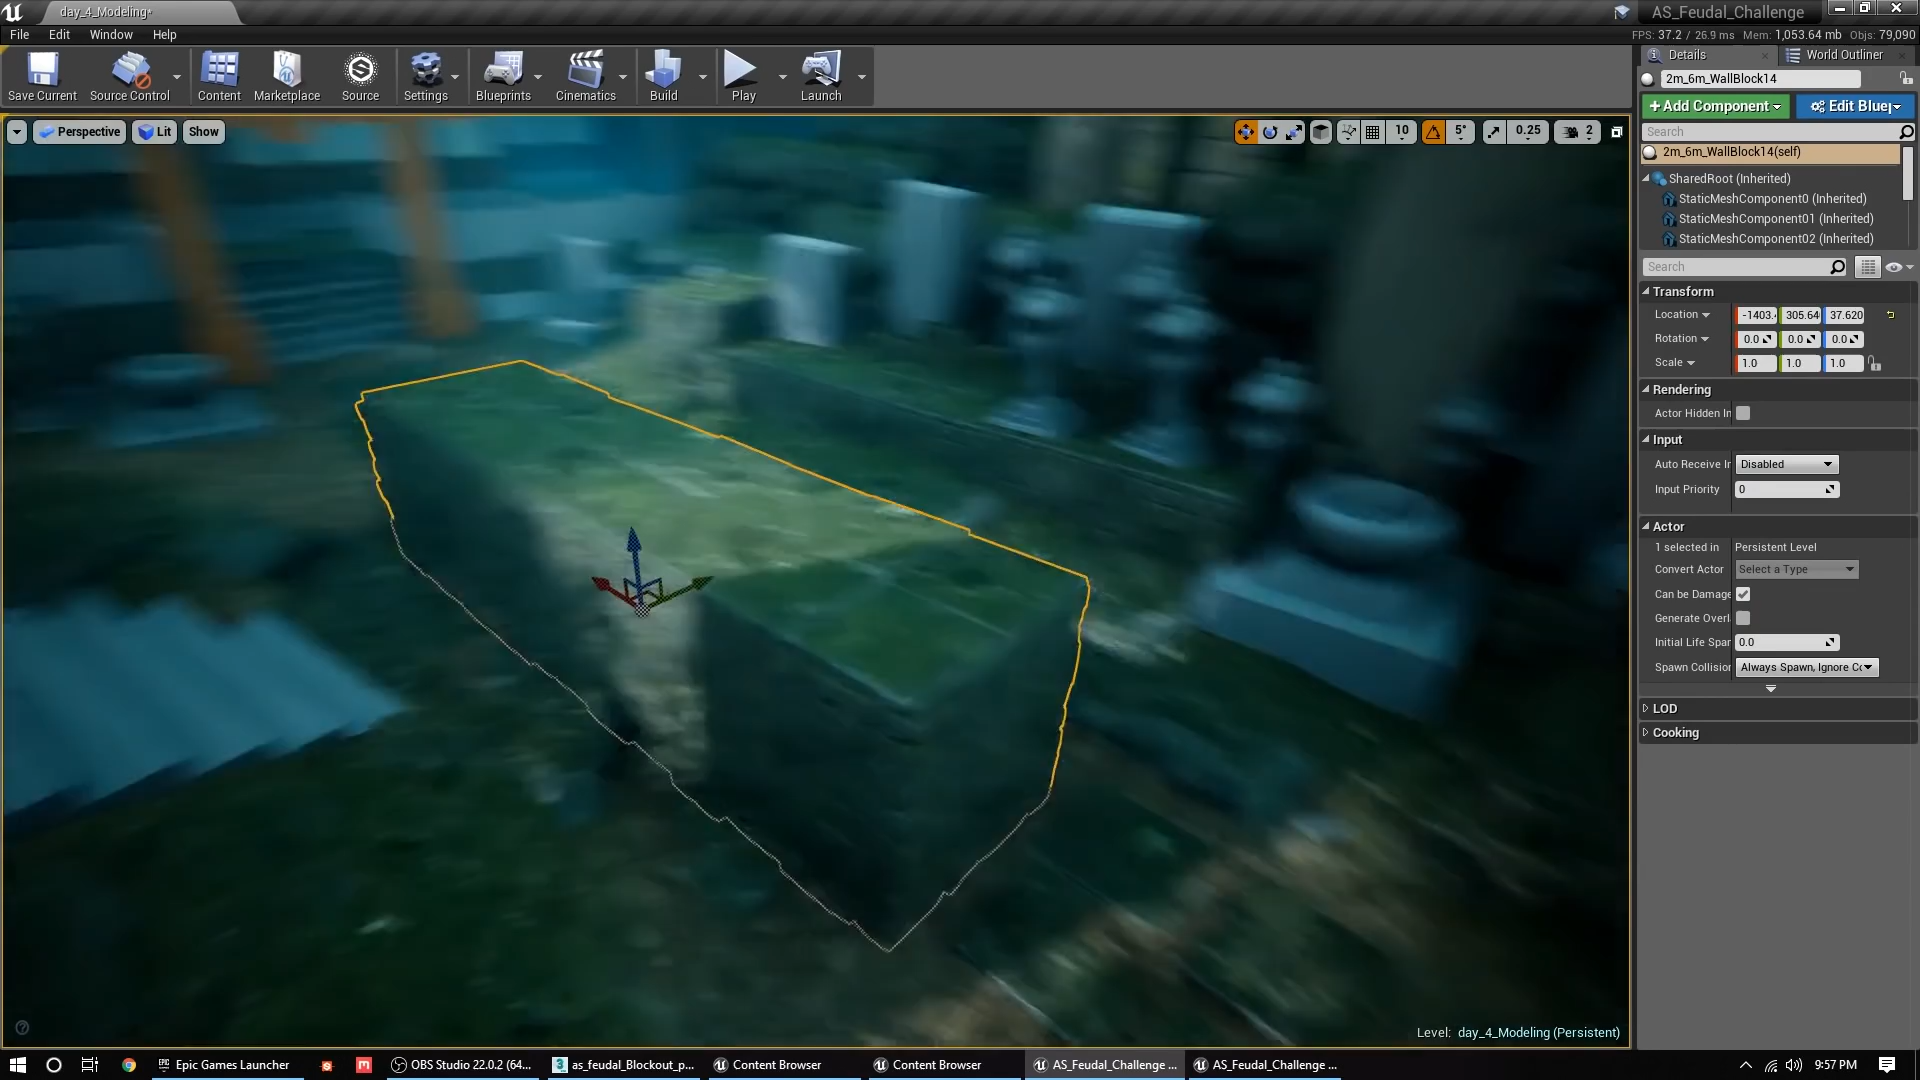 day_4_Modeling*
AS_Feudal_Challenge
File Edit Window Help
FPS: 37.2 / 26.9 ms Mem: 1,053.64 mb Objs: 79,090
Save Current
Source Control
Content
Marketplace
Source
Settings
Blueprints
Cinematics
Build
Play
Launch
Details
World Outliner
2m_6m_WallBlock14
+Add Component
Edit Bluep
Search
2m_6m_WallBlock14(self)
SharedRoot (Inherited)
StaticMeshComponent0 (Inherited)
StaticMeshComponent01 (Inherited)
StaticMeshComponent02 (Inherited)
Search
Perspective
Lit
Show
10
5°
0.25
2
Transform
Location -1403. 305.64 37.620
Rotation 0.0 0.0 0.0
Scale 1.0 1.0 1.0
Rendering
Actor Hidden In
Input
Auto Receive In Disabled
Input Priority 0
Actor
1 selected in Persistent Level
Convert Actor Select a Type
Can be Damage
Generate Overl
Initial Life Spar 0.0
Spawn Collision Always Spawn, Ignore Co
LOD
Cooking
Level: day_4_Modeling (Persistent)
Epic Games Launcher
M
OBS Studio 22.0.2 (64...
3
as_feudal_Blockout_p...
Content Browser
Content Browser
AS_Feudal_Challenge ...
AS_Feudal_Challenge ...
9:57 PM